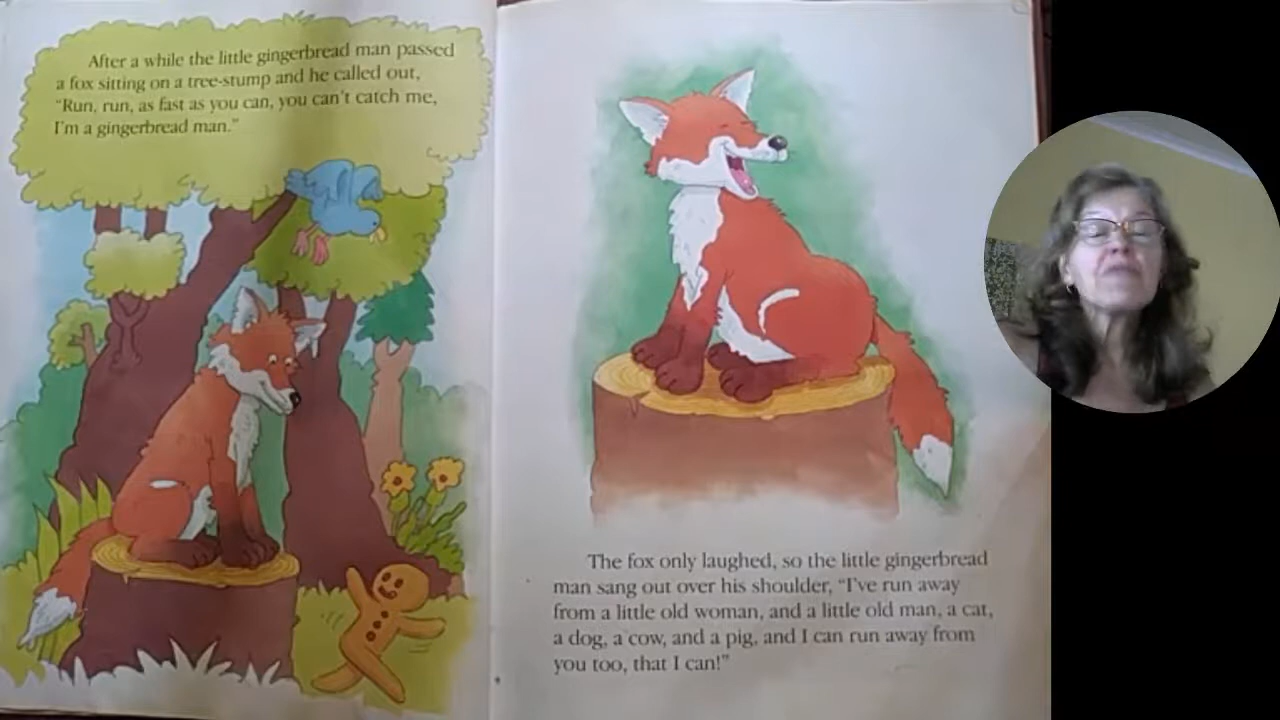 After a while the little gingerbread man passed
a fox sitting on a tree-stump and he called out,
“Run, run, as fast as you can, you can't catch me,
I'm a gingerbread man.”
The fox only laughed, so the little gingerbread
man sang out over his shoulder, “I've run away
from a little old woman, and a little old man, a cat,
a dog, a cow, and a pig, and I can run away from
you too, that I can!”